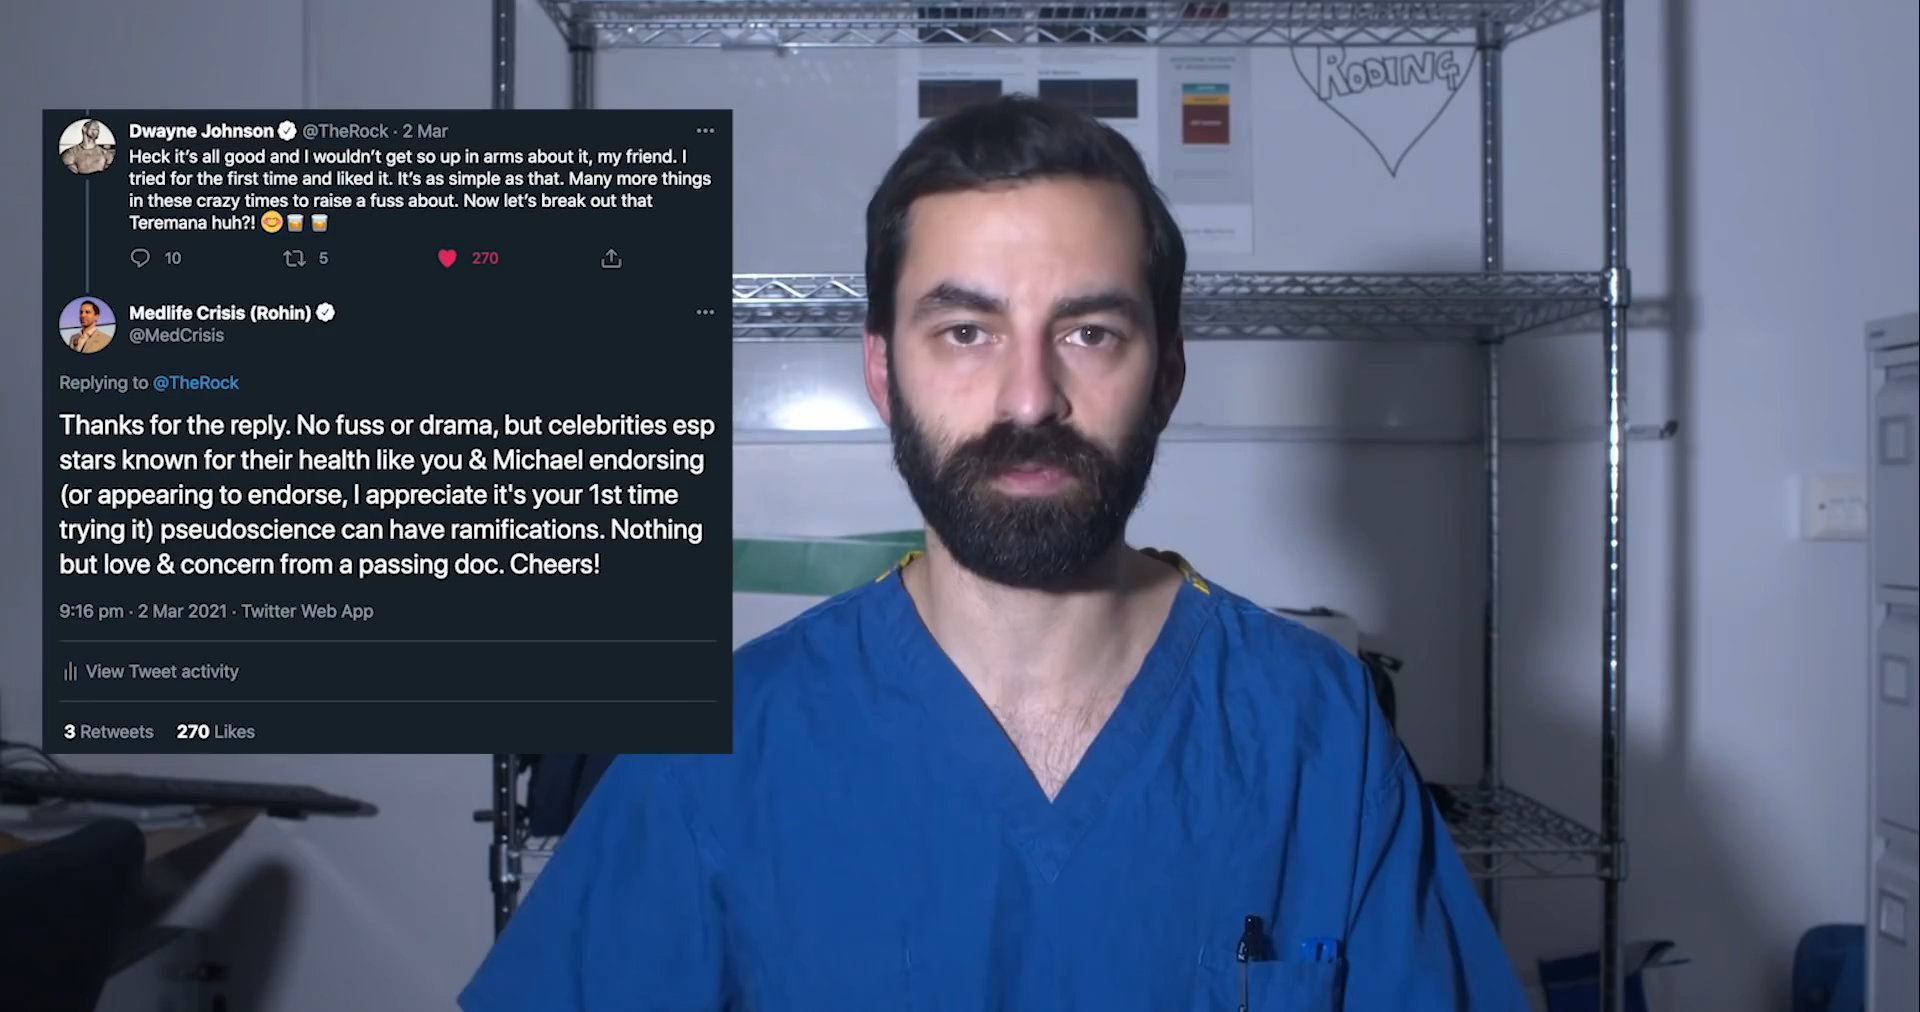 Dwayne Johnson @TheRock · 2 Mar
Heck it's all good and I wouldn't get so up in arms about it, my friend. I
tried for the first time and liked it. It's as simple as that. Many more things
in these crazy times to raise a fuss about. Now let's break out that
Teremana huh?! 😊🥃🥃
10 5 270
Medlife Crisis (Rohin)
@MedCrisis
Replying to @TheRock
Thanks for the reply. No fuss or drama, but celebrities esp
stars known for their health like you & Michael endorsing
(or appearing to endorse, I appreciate it's your 1st time
trying it) pseudoscience can have ramifications. Nothing
but love & concern from a passing doc. Cheers!
9:16 pm · 2 Mar 2021 · Twitter Web App
View Tweet activity
3 Retweets 270 Likes
RODING